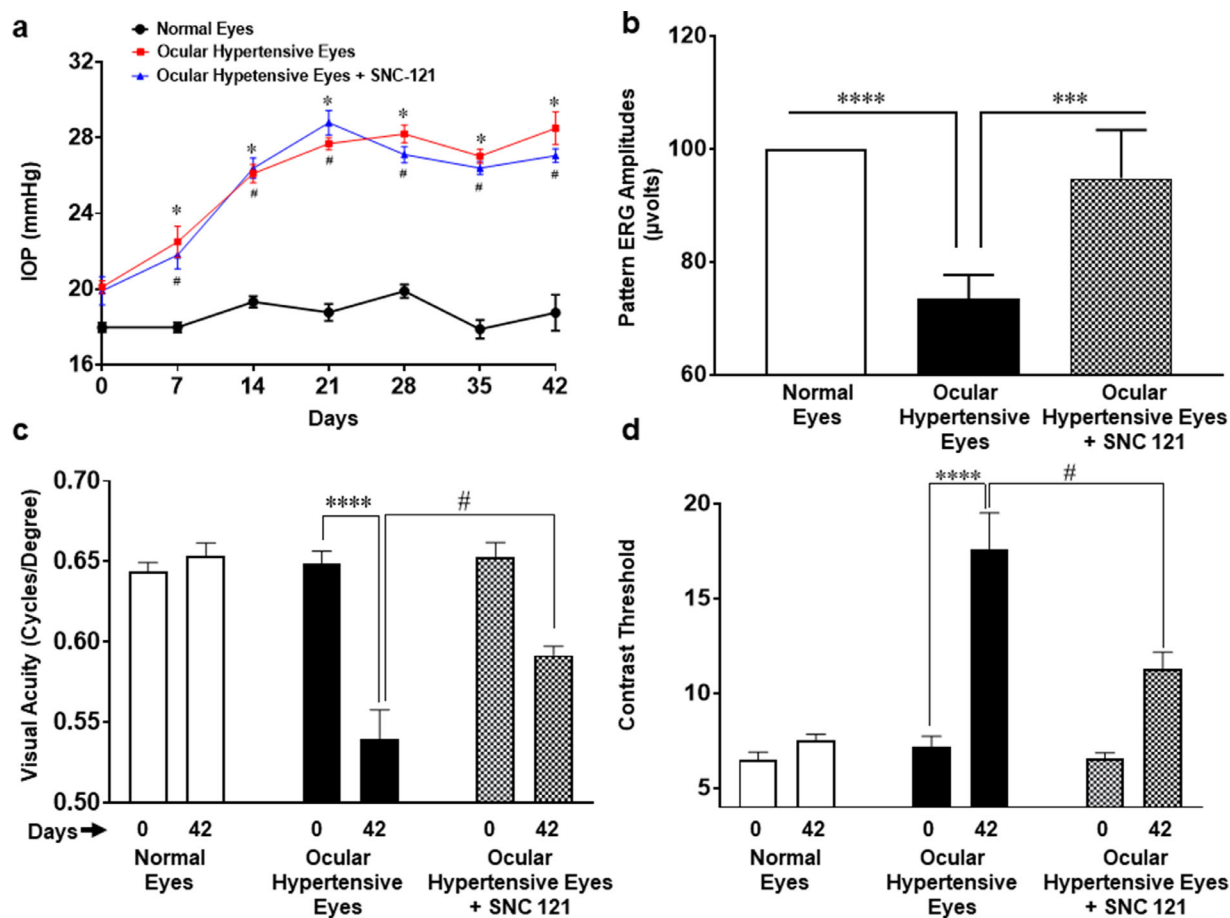 a
Normal Eyes
Ocular Hypertensive Eyes
Ocular Hypetensive Eyes + SNC-121
IOP (mmHg)
32
28
24
20
16
* * * * * *
# # # # # #
0 7 14 21 28 35 42
Days
b
Pattern ERG Amplitudes
(µvolts)
120
100
80
60
**** ***
Normal
Eyes
Ocular
Hypertensive
Eyes
Ocular
Hypertensive Eyes
+ SNC 121
c
Visual Acuity (Cycles/Degree)
0.70
0.65
0.60
0.55
0.50
**** #
Days 0 42 0 42 0 42
Normal
Eyes
Ocular
Hypertensive
Eyes
Ocular
Hypertensive Eyes
+ SNC 121
d
Contrast Threshold
20
15
10
5
**** #
0 42 0 42 0 42
Normal
Eyes
Ocular
Hypertensive
Eyes
Ocular
Hypertensive Eyes
+ SNC 121